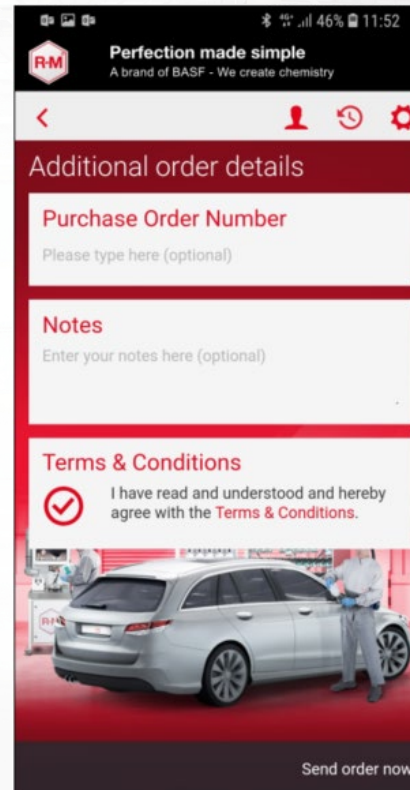 46% 11:52
R-M
Perfection made simple
A brand of BASF - We create chemistry
Additional order details
Purchase Order Number
Please type here (optional)
Notes
Enter your notes here (optional)
Terms & Conditions
I have read and understood and hereby
agree with the Terms & Conditions.
R-M
Send order now